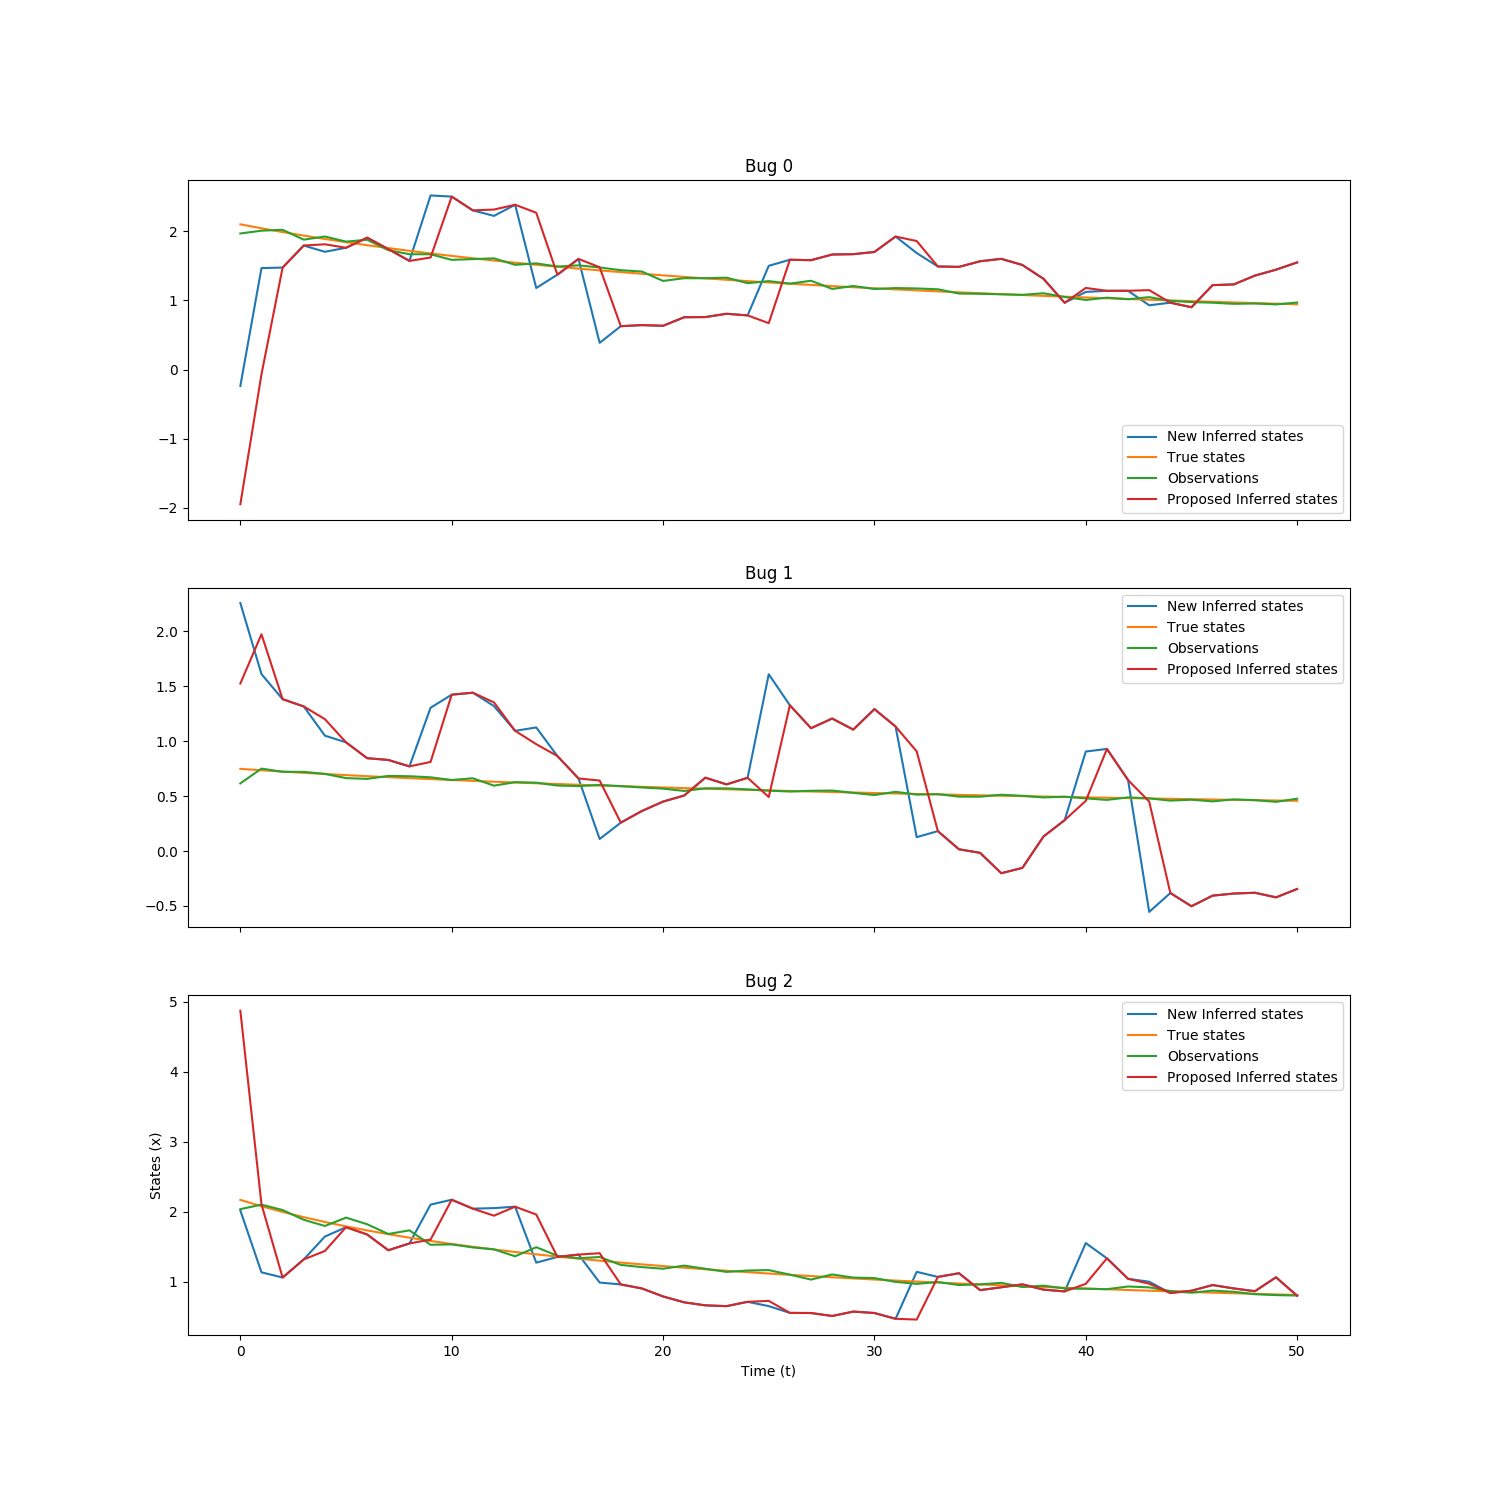 Bug 0
2
1
0
−1
−2
New Inferred states
True states
Observations
Proposed Inferred states
Bug 1
2.0
1.5
1.0
0.5
0.0
−0.5
New Inferred states
True states
Observations
Proposed Inferred states
Bug 2
5
4
3
2
1
States (x)
New Inferred states
True states
Observations
Proposed Inferred states
0 10 20 30 40 50
Time (t)